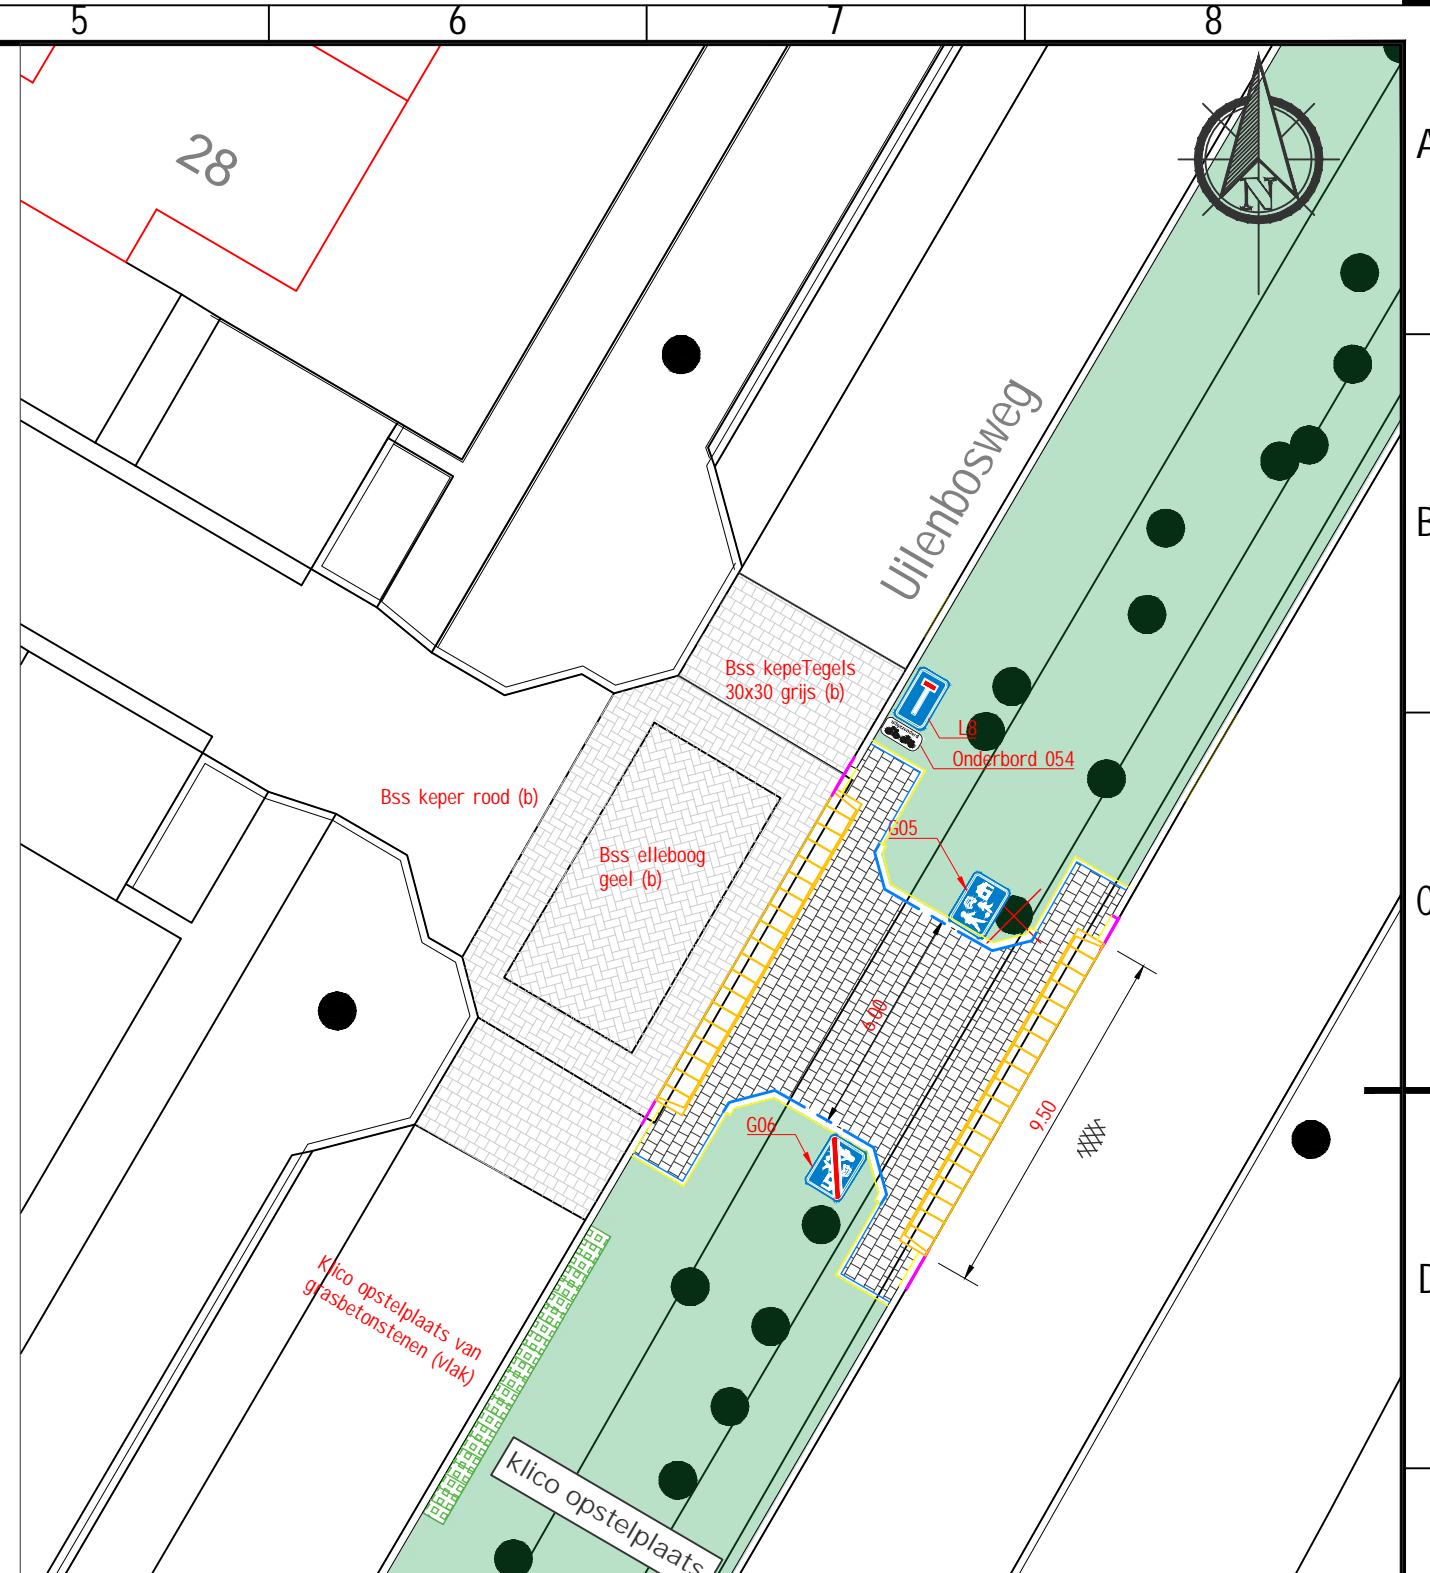 5
6
7
8
A
B
C
D
N
28
Uilenbosweg
Bss kepeTegels
30x30 grijs (b)
L8
Onderbord 054
Bss keper rood (b)
G05
Bss elleboog
geel (b)
6.00
9.50
G06
Klico opstelplaats van
grasbetonstenen (vlak)
klico opstelplaats